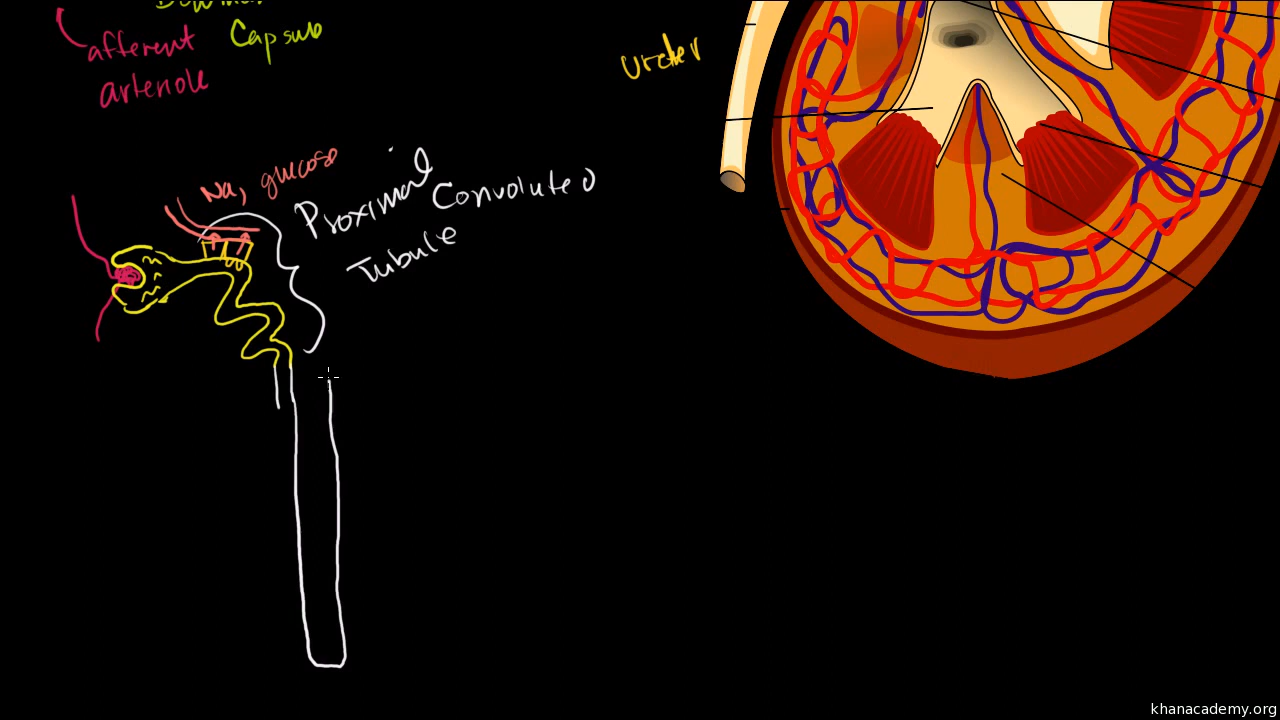 afferent
arteriole
Capsule
ureter
Na, glucose
Proximal
Convoluted
Tubule
khanacademy.org